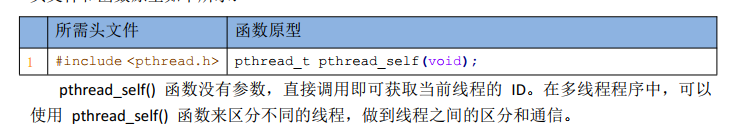 所需头文件 函数原型
1 #include <pthread.h> pthread_t pthread_self(void);
pthread_self() 函数没有参数，直接调用即可获取当前线程的 ID。在多线程程序中，可以
使用 pthread_self() 函数来区分不同的线程，做到线程之间的区分和通信。